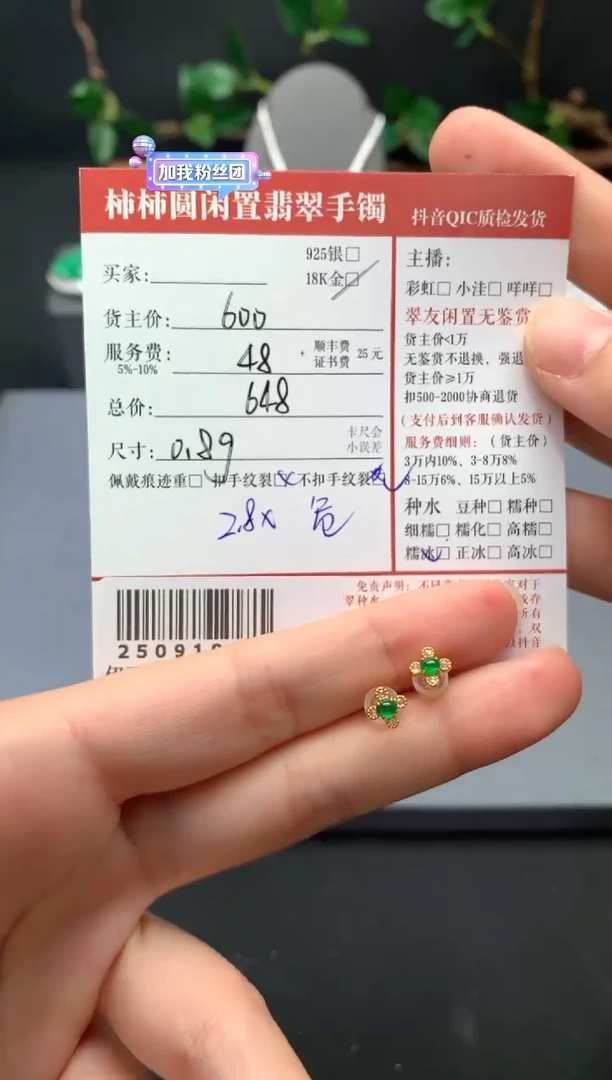 加我粉丝团
柿柿圆闲置翡翠手镯
抖音QIC质检发货
925银□
18K金□
买家:
货主价: 600
服务费: 48 + 顺丰费 证书费 25元
5%-10%
总价: 648
尺寸: 0.89
卡尺会
小误差
佩戴痕迹重□ 扣手纹裂□ 不扣手纹裂
2.8x
主播:
彩虹□ 小洼□ 咩咩□
翠友闲置无鉴赏
货主价<1万
无鉴赏不退换、强退
货主价≥1万
扣500-2000协商退货
(支付后到客服确认发货)
服务费细则:(货主价)
3万内10%、3-8万8%
8-15万6%、15万以上5%
种水 豆种□ 糯种□
细糯□ 糯化□ 高糯□
糯冰□ 正冰□ 高冰□
免责声明:
250918